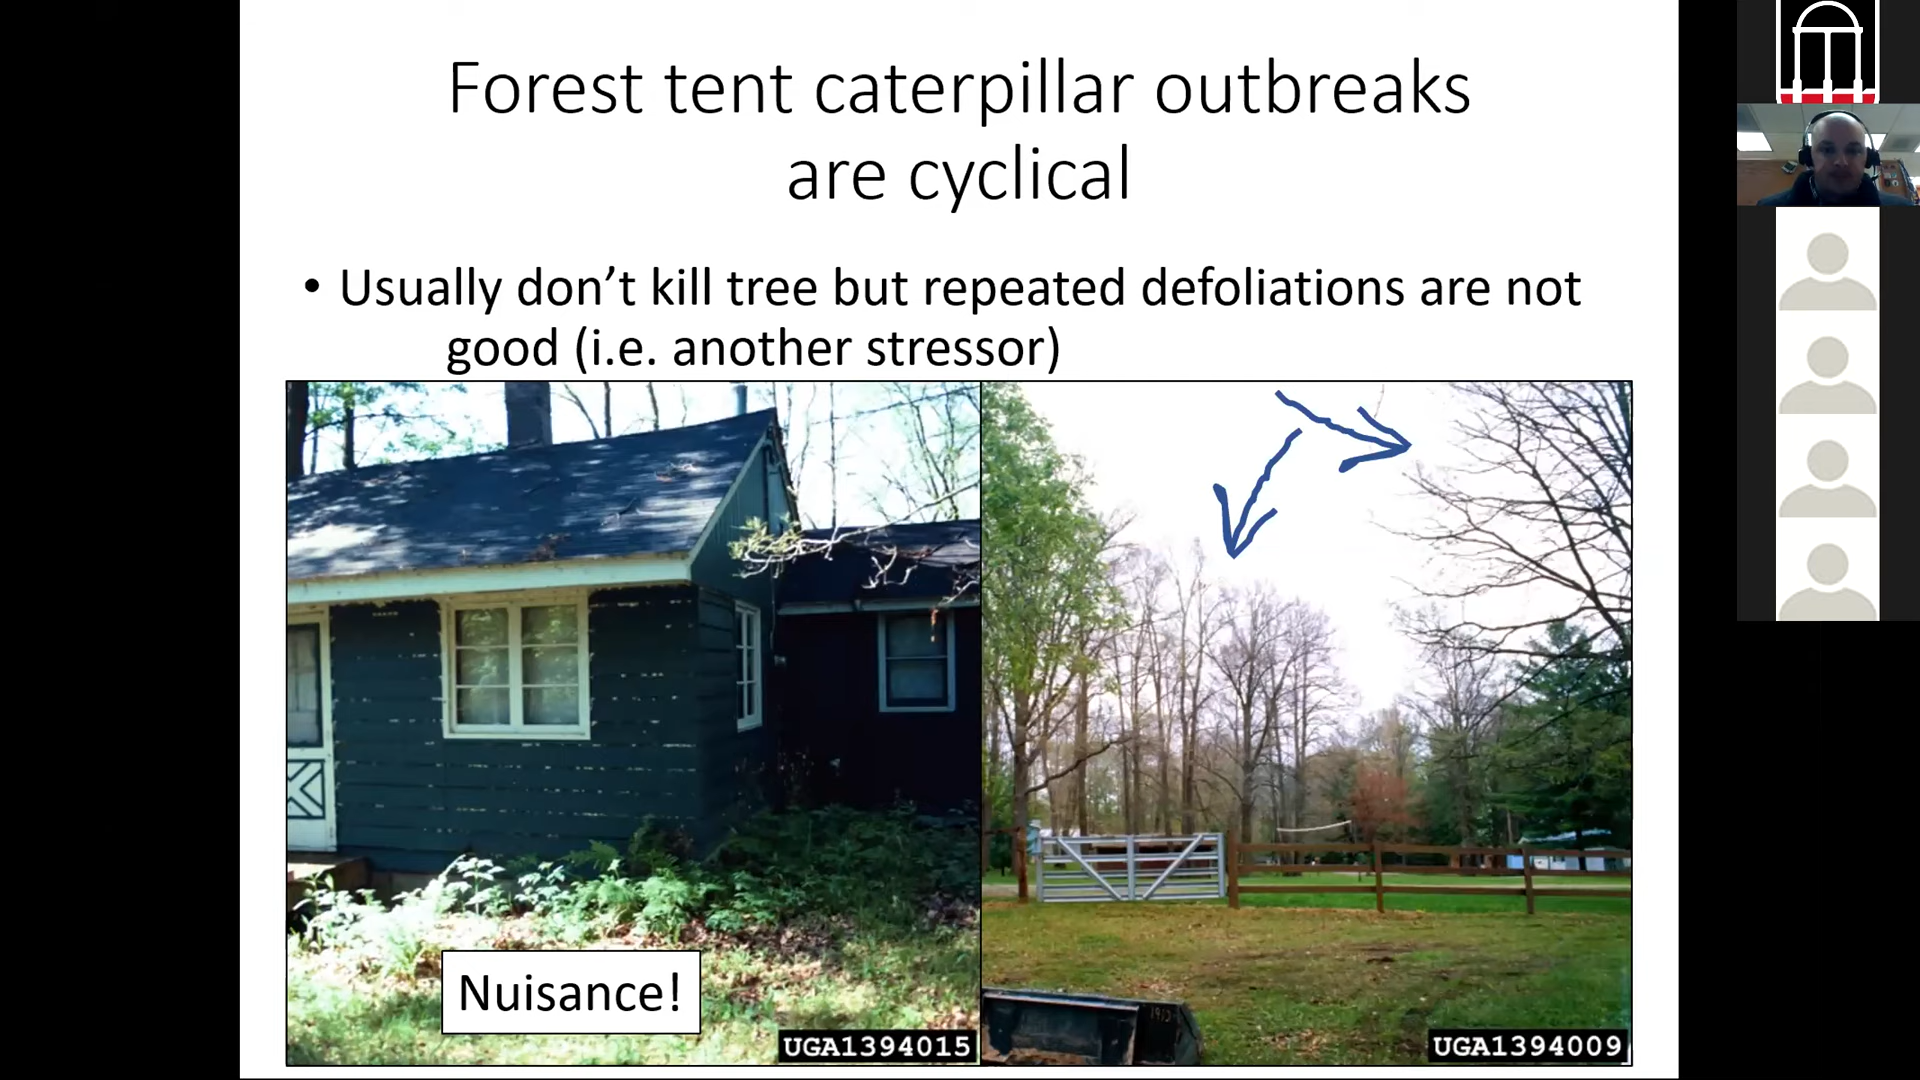 Forest tent caterpillar outbreaks
are cyclical
• Usually don’t kill tree but repeated defoliations are not
good (i.e. another stressor)
Nuisance!
UGA1394015
UGA1394009